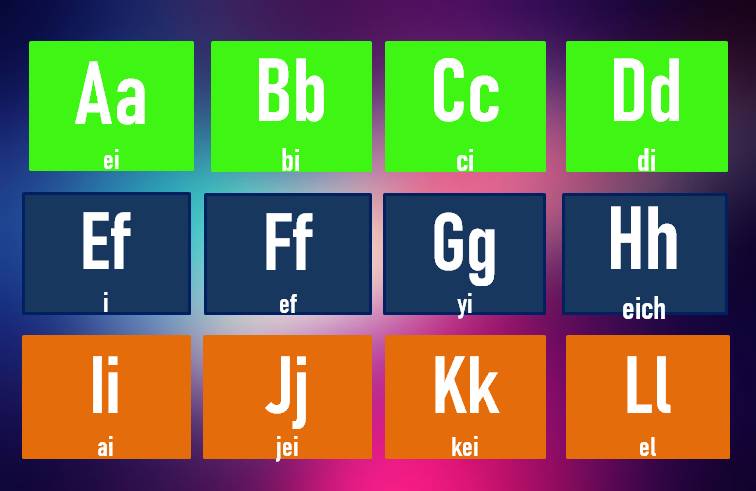 Aa Bb Cc Dd
ei bi ci di
Ef Ff Gg Hh
i ef yi eich
Ii Jj Kk Ll
ai jei kei el